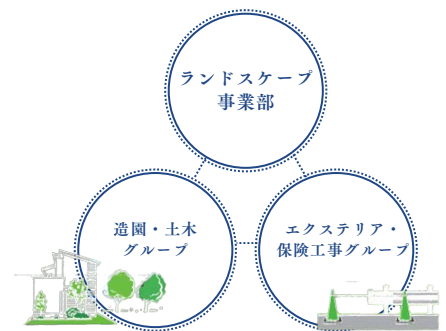 ランドスケープ
事業部
造園・土木
グループ
エクステリア・
保険工事グループ